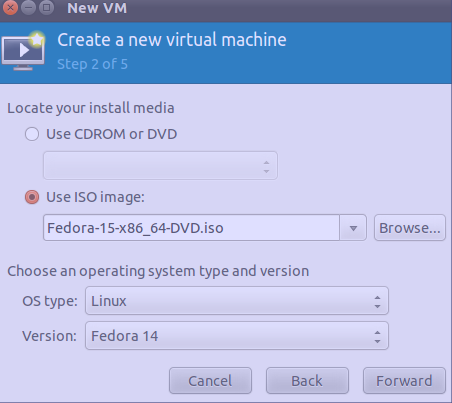 New VM
Create a new virtual machine
Step 2 of 5
Locate your install media
Use CDROM or DVD
Use ISO image:
Fedora-15-x86_64-DVD.iso Browse...
Choose an operating system type and version
OS type: Linux
Version: Fedora 14
Cancel Back Forward